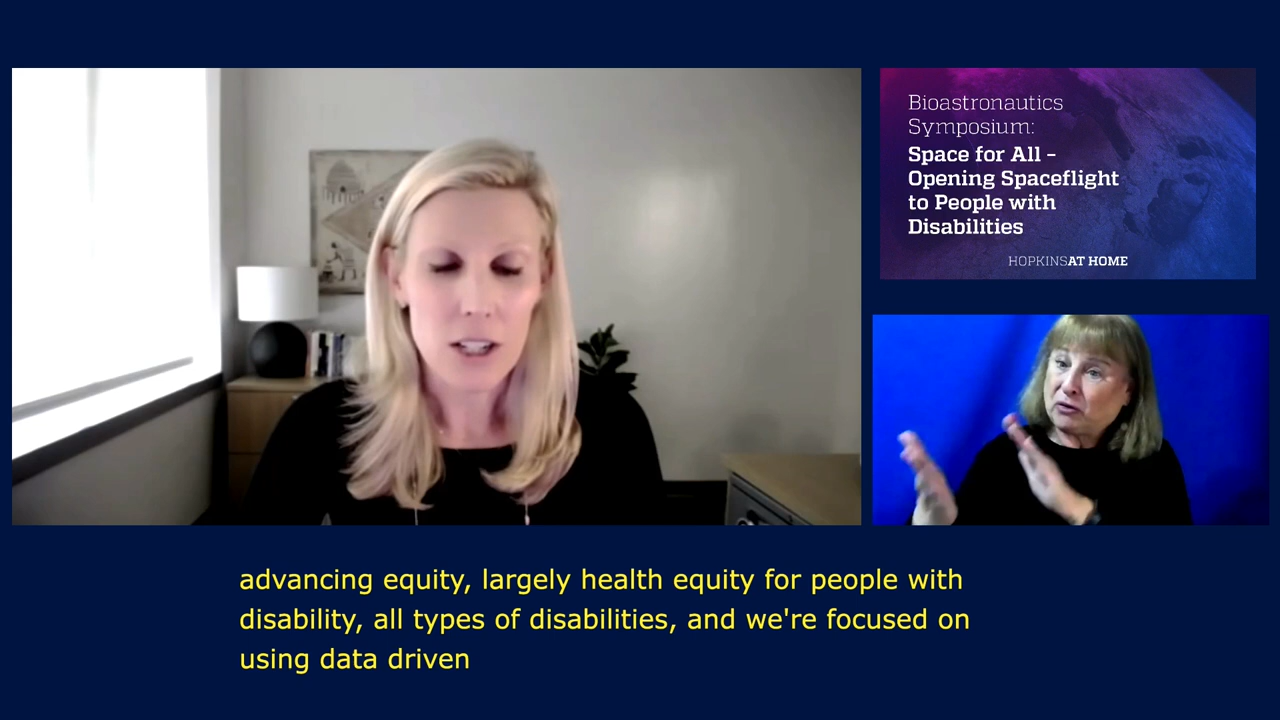 Bioastronautics
Symposium:
Space for All –
Opening Spaceflight
to People with
Disabilities
HOPKINSAT HOME
advancing equity, largely health equity for people with
disability, all types of disabilities, and we're focused on
using data driven